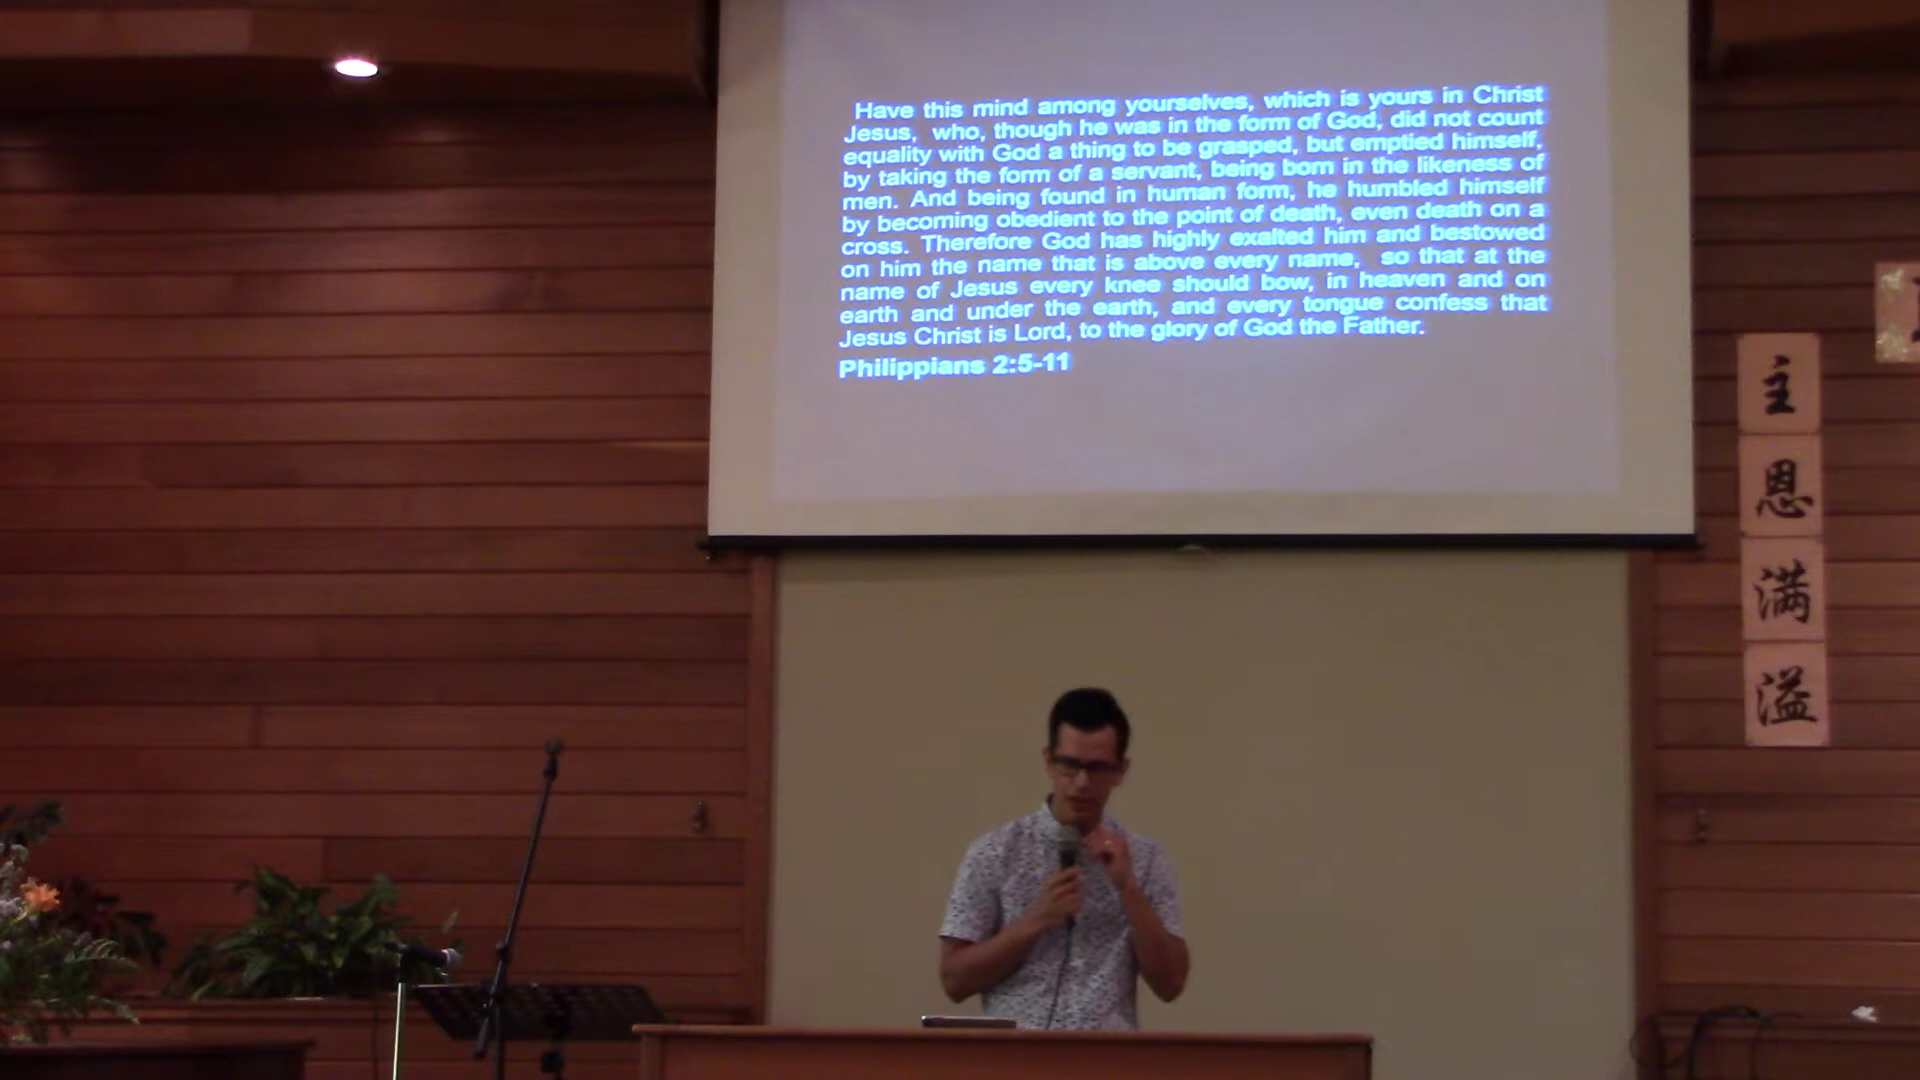 Have this mind among yourselves, which is yours in Christ
Jesus, who, though he was in the form of God, did not count
equality with God a thing to be grasped, but emptied himself,
by taking the form of a servant, being born in the likeness of
men. And being found in human form, he humbled himself
by becoming obedient to the point of death, even death on a
cross. Therefore God has highly exalted him and bestowed
on him the name that is above every name, so that at the
name of Jesus every knee should bow, in heaven and on
earth and under the earth, and every tongue confess that
Jesus Christ is Lord, to the glory of God the Father.
Philippians 2:5-11
主恩满溢